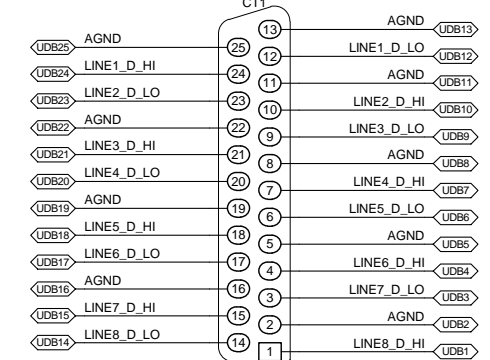 CT1
AGND 13 UDB13
UDB25 AGND 25
LINE1_D_LO 12 UDB12
UDB24 LINE1_D_HI 24
AGND 11 UDB11
UDB23 LINE2_D_LO 23
LINE2_D_HI 10 UDB10
UDB22 AGND 22
LINE3_D_LO 9 UDB9
UDB21 LINE3_D_HI 21
AGND 8 UDB8
UDB20 LINE4_D_LO 20
LINE4_D_HI 7 UDB7
UDB19 AGND 19
LINE5_D_LO 6 UDB6
UDB18 LINE5_D_HI 18
AGND 5 UDB5
UDB17 LINE6_D_LO 17
LINE6_D_HI 4 UDB4
UDB16 AGND 16
LINE7_D_LO 3 UDB3
UDB15 LINE7_D_HI 15
AGND 2 UDB2
UDB14 LINE8_D_LO 14
LINE8_D_HI 1 UDB1